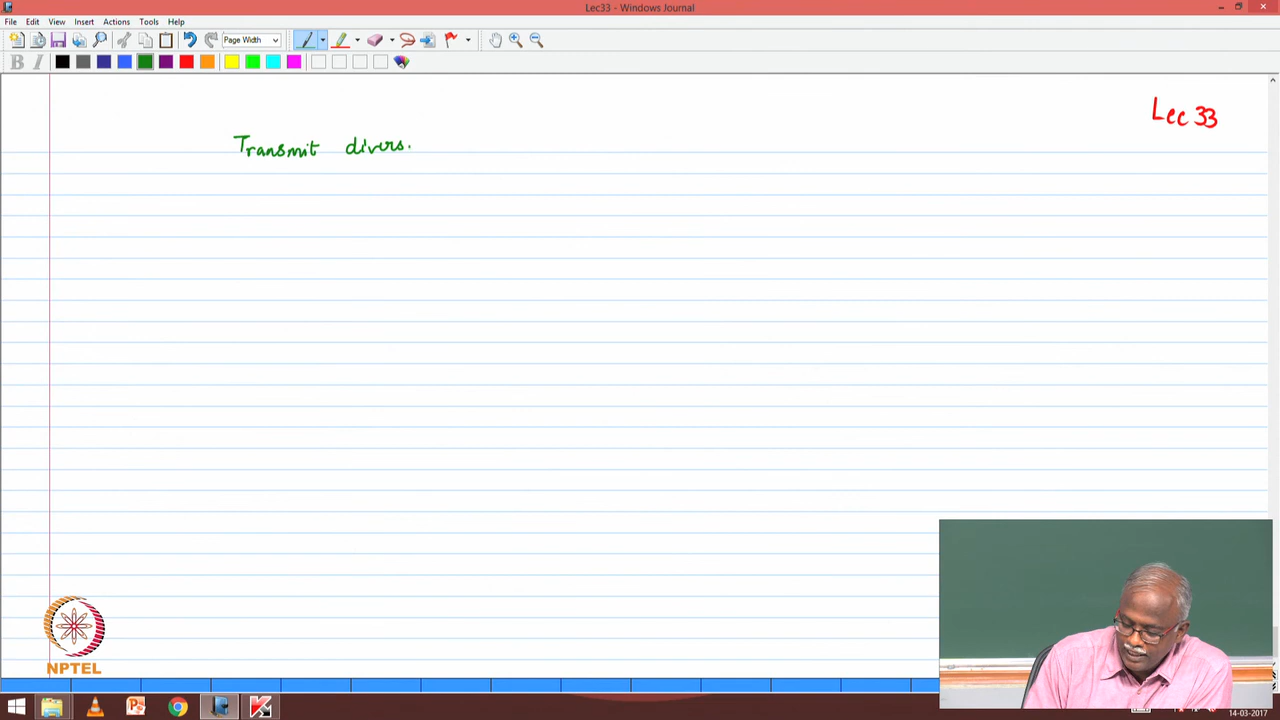 Lec33 - Windows Journal
File Edit View Insert Actions Tools Help
Page Width
B I
Lec 33
Transmit divers.
NPTEL
14-03-2017